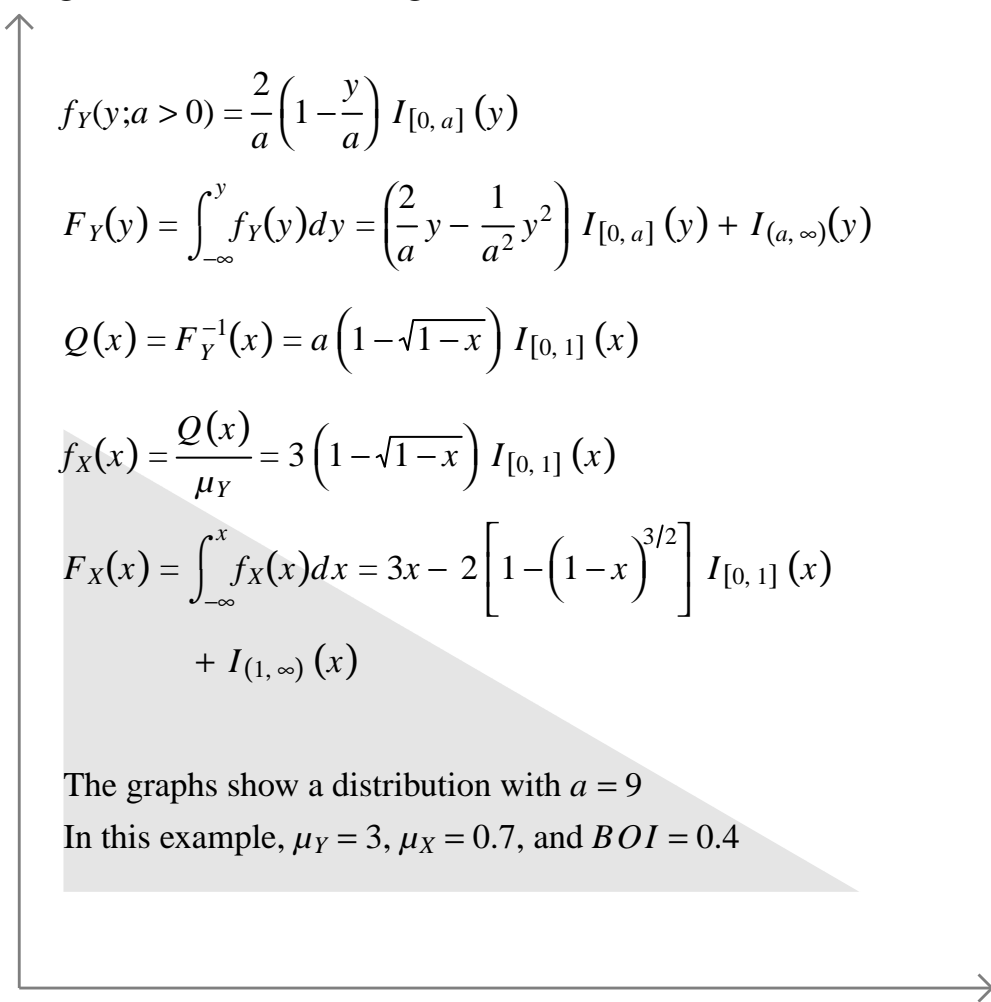 f_Y(y;a > 0) = \frac{2}{a} \left(1 - \frac{y}{a}\right) I_{[0, a]} (y)
F_Y(y) = \int_{-\infty}^{y} f_Y(y)dy = \left(\frac{2}{a} y - \frac{1}{a^2} y^2\right) I_{[0, a]} (y) + I_{(a, \infty)}(y)
Q(x) = F_Y^{-1}(x) = a \left(1 - \sqrt{1 - x}\right) I_{[0, 1]} (x)
f_X(x) = \frac{Q(x)}{\mu_Y} = 3 \left(1 - \sqrt{1 - x}\right) I_{[0, 1]} (x)
F_X(x) = \int_{-\infty}^{x} f_X(x)dx = 3x - 2 \left[1 - \left(1 - x\right)^{3/2}\right] I_{[0, 1]} (x)
+ I_{(1, \infty)} (x)
The graphs show a distribution with a = 9
In this example, μ_Y = 3, μ_X = 0.7, and BOI = 0.4